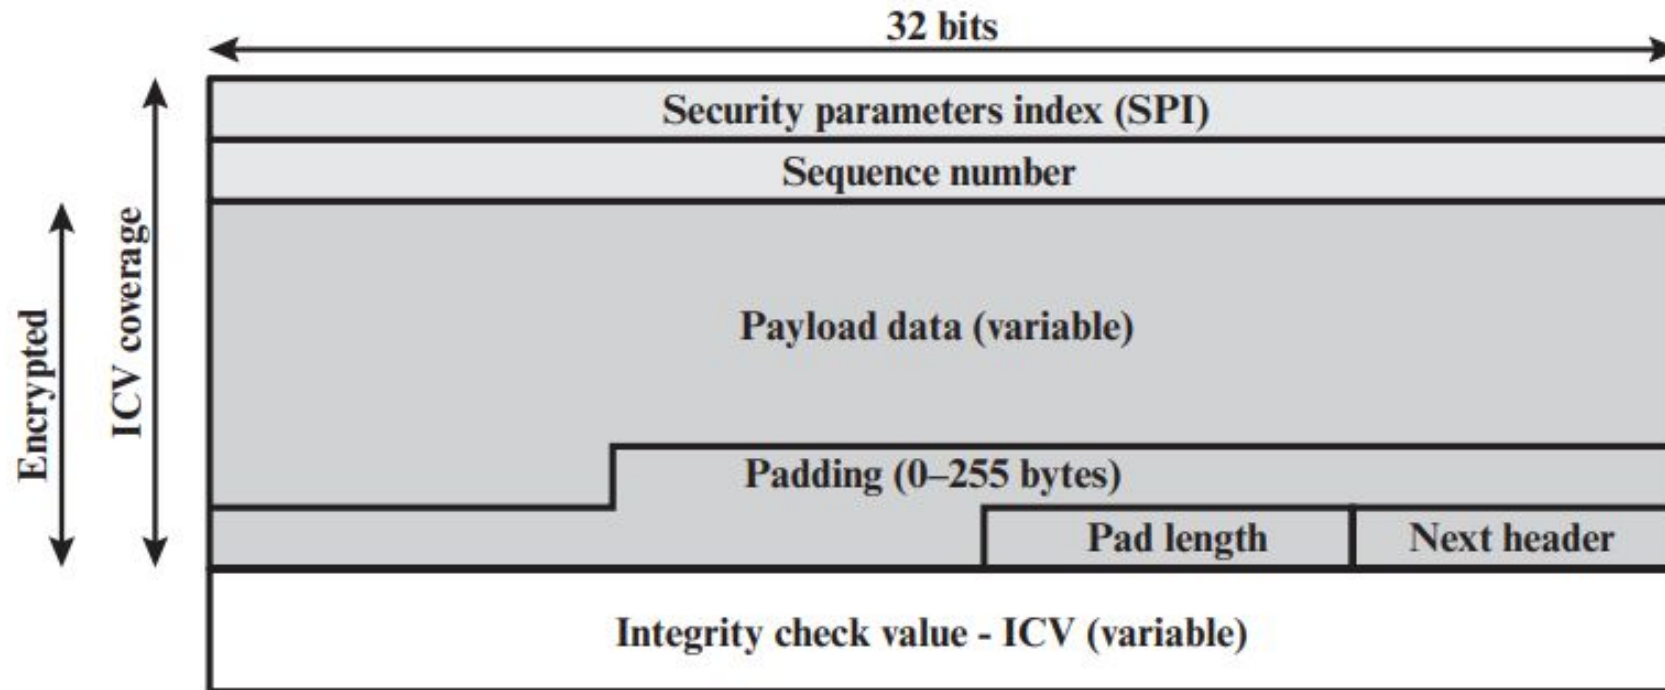 32 bits
Security parameters index (SPI)
Sequence number
Encrypted
ICV coverage
Payload data (variable)
Padding (0–255 bytes)
Pad length
Next header
Integrity check value - ICV (variable)